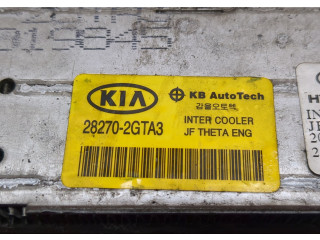 KIA
KB AutoTech
갑을오토텍
28270-2GTA3
INTER COOLER
JF THETA ENG